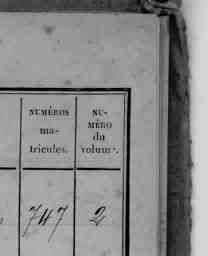 NUMÉROS
ma-
tricules.
NU-
MÉRO
du
volume.
747
2